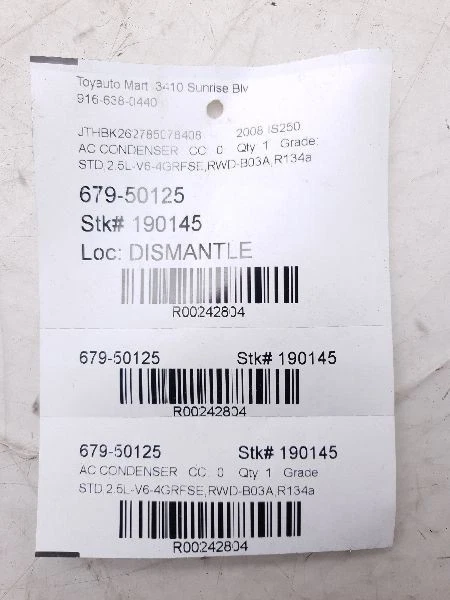 Toyauto Mart 3410 Sunrise Blv
916-638-0440
JTHBK262785078408 2008 IS250
AC CONDENSER CC 0 Qty 1 Grade:
STD,2.5L-V6-4GRFSE,RWD-B03A,R134a
679-50125
Stk# 190145
Loc: DISMANTLE
R00242804
679-50125 Stk# 190145
R00242804
679-50125 Stk# 190145
AC CONDENSER CC 0 Qty 1 Grade
STD,2.5L-V6-4GRFSE,RWD-B03A,R134a
R00242804